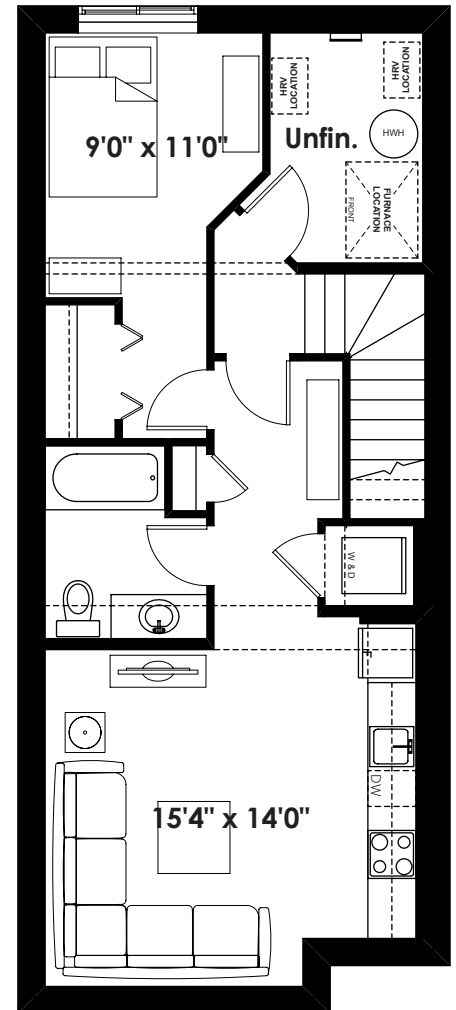 HRV
LOCATION
HRV
LOCATION
9'0" x 11'0"
Unfin.
HWH
FURNACE
LOCATION
FRONT
W & D
DW
15'4" x 14'0"